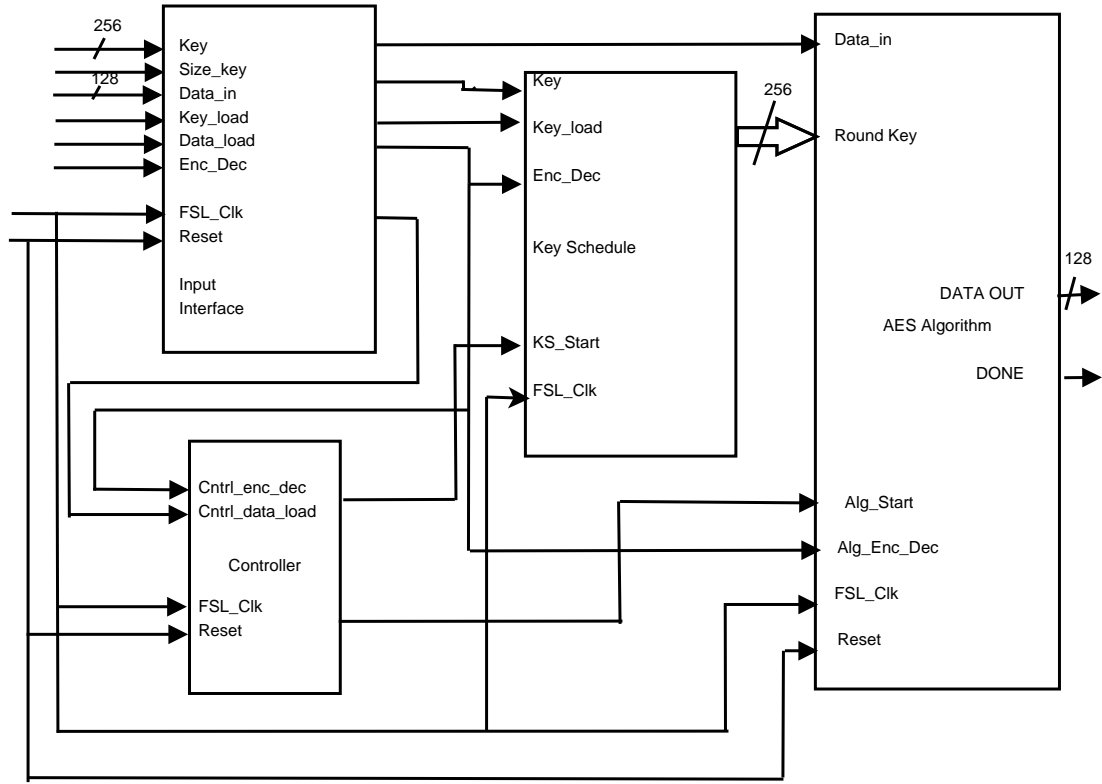 256
Key
Size_key
128
Data_in
Key_load
Data_load
Enc_Dec
FSL_Clk
Reset
Input
Interface
Key
Key_load
Enc_Dec
Key Schedule
KS_Start
FSL_Clk
256
Data_in
Round Key
128
DATA OUT
AES Algorithm
DONE
Alg_Start
Alg_Enc_Dec
FSL_Clk
Reset
Cntrl_enc_dec
Cntrl_data_load
Controller
FSL_Clk
Reset